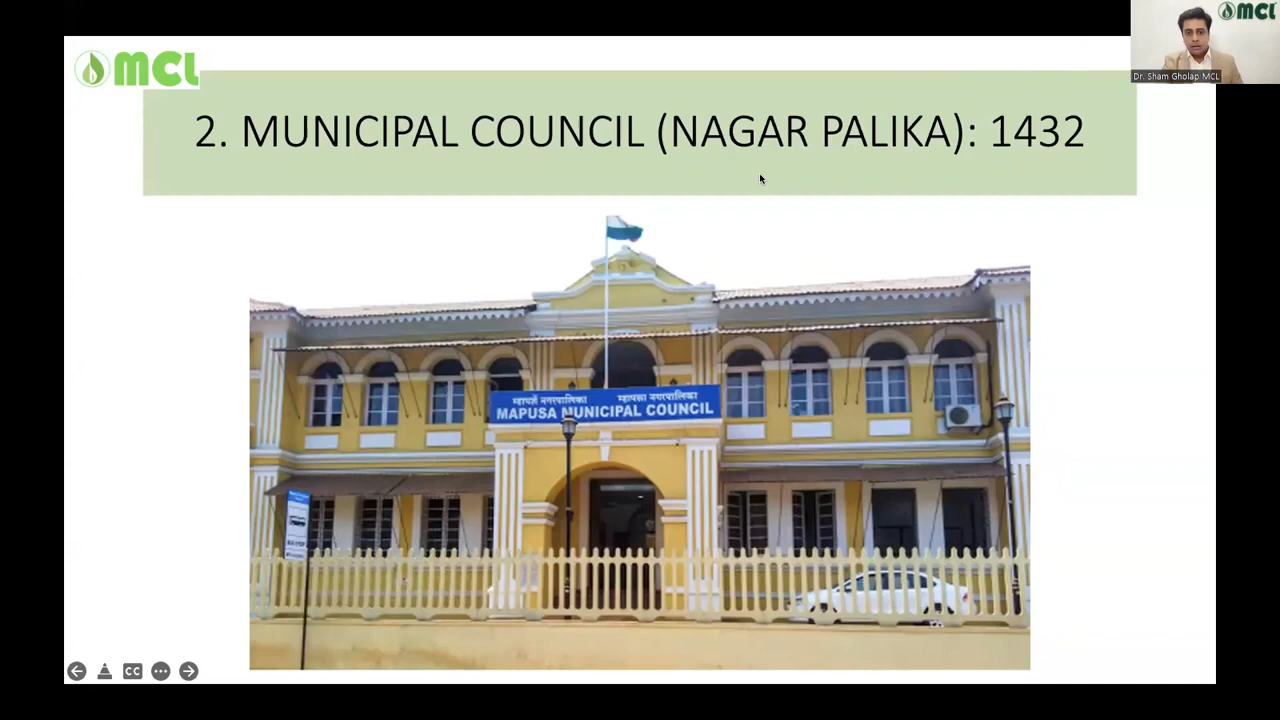 MCL
MCL
Dr. Sham Gholap MCL
2. MUNICIPAL COUNCIL (NAGAR PALIKA): 1432
म्हापशें नगरपालिका म्हापसा नगरपालिका
MAPUSA MUNICIPAL COUNCIL
CC